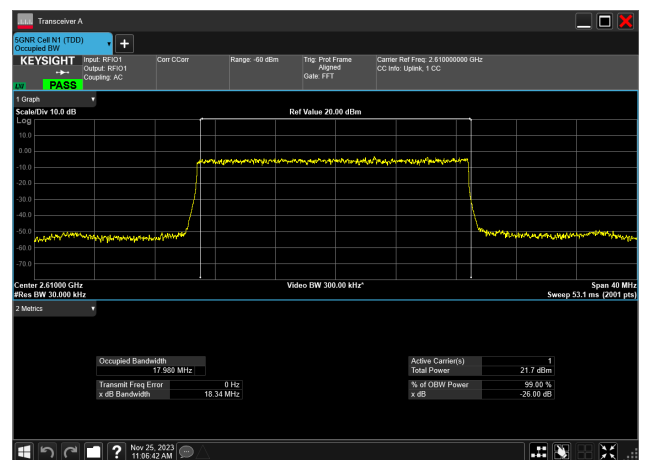 Transceiver A
5GNR Cell N1 (TDD)
Occupied BW
+
KEYSIGHT
LV PASS
Input: RFIO1
Output: RFIO1
Coupling: AC
Corr CCorr
Range: -60 dBm
Trig: Prot Frame
Aligned
Gate: FFT
Carrier Ref Freq: 2.610000000 GHz
CC Info: Uplink, 1 CC
1 Graph
Scale/Div 10.0 dB
Ref Value 20.00 dBm
Log
10.0
0.00
-10.0
-20.0
-30.0
-40.0
-50.0
-60.0
-70.0
Center 2.61000 GHz
Video BW 300.00 kHz*
Span 40 MHz
#Res BW 30.000 kHz
Sweep 53.1 ms (2001 pts)
2 Metrics
Occupied Bandwidth
17.980 MHz
Active Carrier(s) 1
Total Power 21.7 dBm
Transmit Freq Error 0 Hz
x dB Bandwidth 18.34 MHz
% of OBW Power 99.00 %
x dB -26.00 dB
?
Nov 25, 2023
11:06:42 AM